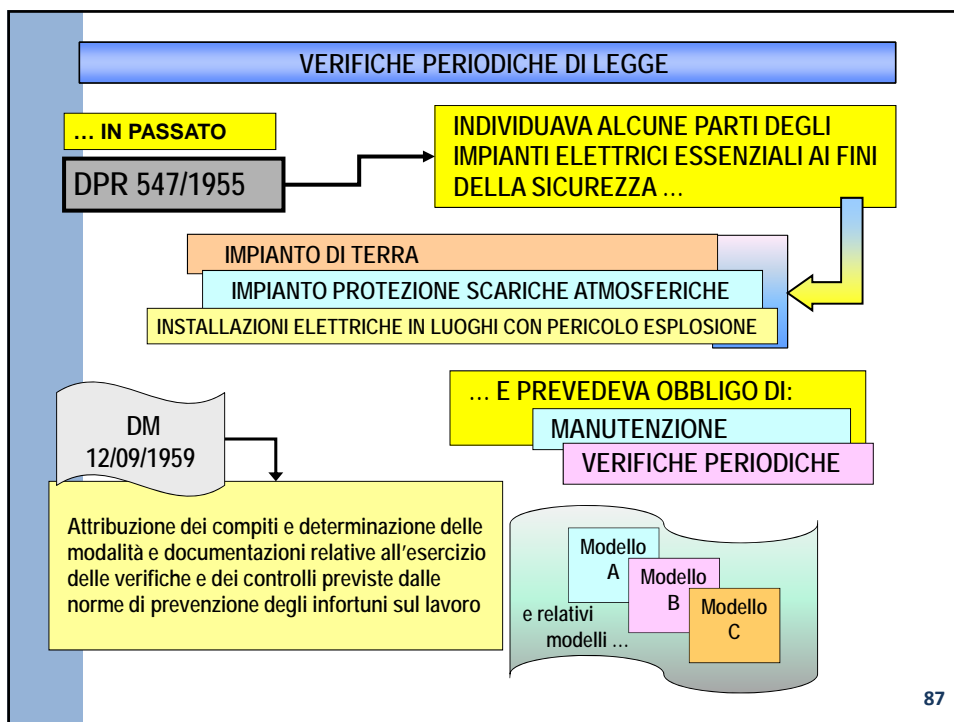 VERIFICHE PERIODICHE DI LEGGE
… IN PASSATO
DPR 547/1955
INDIVIDUAVA ALCUNE PARTI DEGLI
IMPIANTI ELETTRICI ESSENZIALI AI FINI
DELLA SICUREZZA …
IMPIANTO DI TERRA
IMPIANTO PROTEZIONE SCARICHE ATMOSFERICHE
INSTALLAZIONI ELETTRICHE IN LUOGHI CON PERICOLO ESPLOSIONE
… E PREVEDEVA OBBLIGO DI:
MANUTENZIONE
VERIFICHE PERIODICHE
DM
12/09/1959
Attribuzione dei compiti e determinazione delle
modalità e documentazioni relative all'esercizio
delle verifiche e dei controlli previste dalle
norme di prevenzione degli infortuni sul lavoro
e relativi
modelli …
Modello
A
Modello
B
Modello
C
87